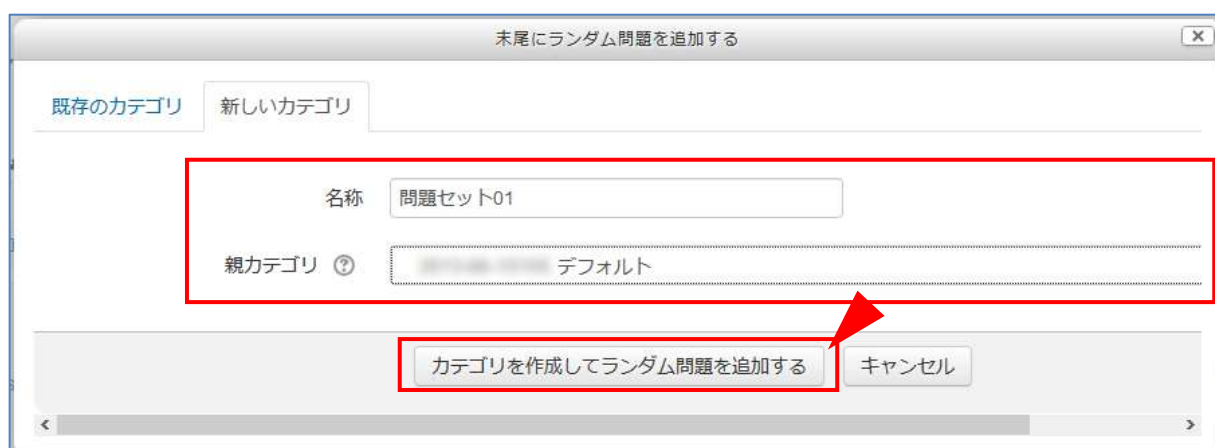 末尾にランダム問題を追加する
既存のカテゴリ 新しいカテゴリ
名称 問題セット01
親カテゴリ デフォルト
カテゴリを作成してランダム問題を追加する キャンセル